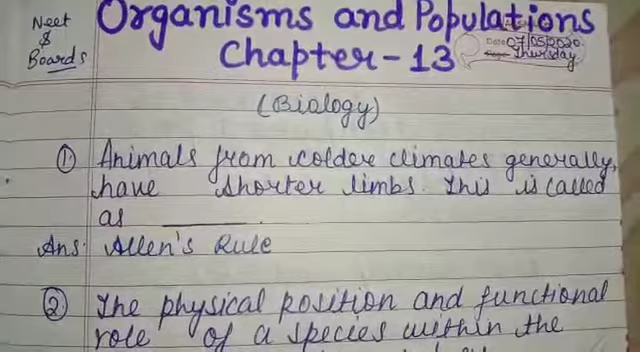 Neet
&
Boards
Organisms and Populations
Chapter-13
Date 07/05/2020
Thursday
(Biology)
① Animals from colder climates generally,
have shorter limbs. This is called
as ________.
Ans: Allen's Rule
② The physical position and functional
role of a species within the